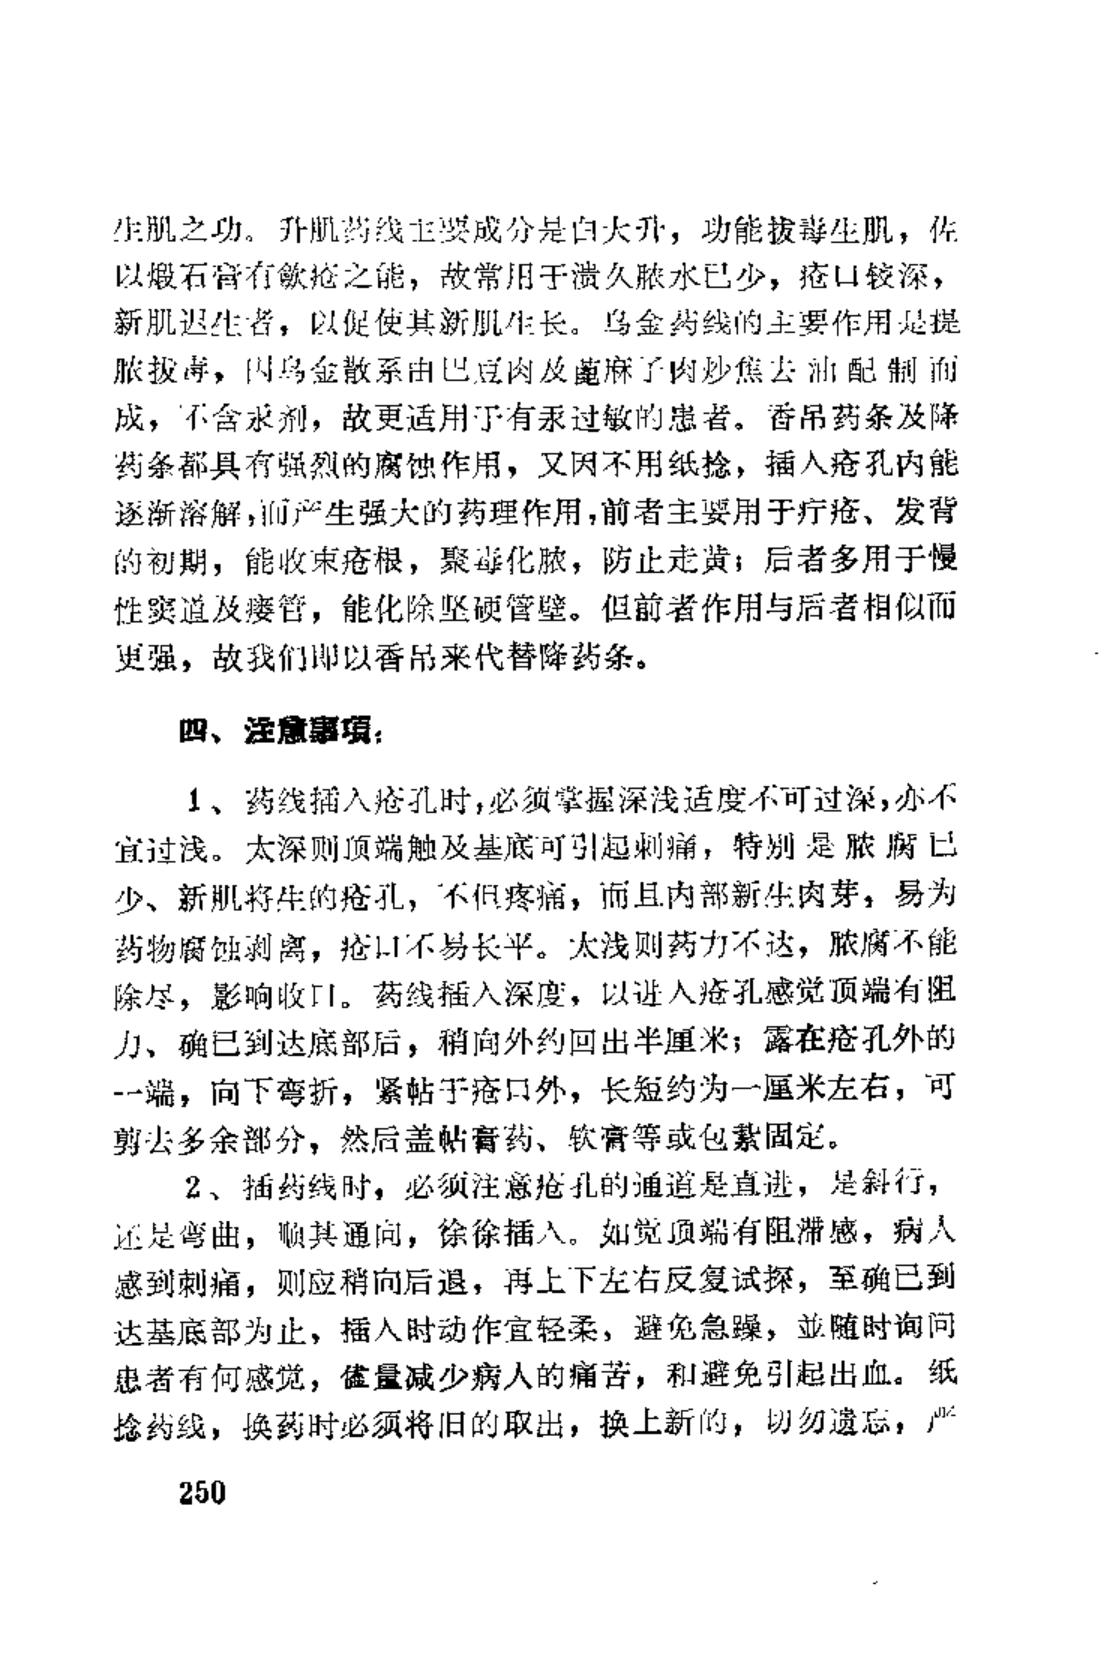 生肌之功。升肌药线主要成分是白大升，功能拔毒生肌，佐
以煅石膏有歛疮之能，故常用于溃久脓水已少，疮口较深，
新肌迟生者，以促使其新肌生长。乌金药线的主要作用是提
脓拔毒，因乌金散系由巴豆肉及蓖麻子肉炒焦去油配制而
成，不含汞剂，故更适用于有汞过敏的患者。香吊药条及降
药条都具有强烈的腐蚀作用，又因不用纸捻，插入疮孔内能
逐渐溶解，而产生强大的药理作用，前者主要用于疔疮、发背
的初期，能收束疮根，聚毒化脓，防止走黄；后者多用于慢
性窦道及瘘管，能化除坚硬管壁。但前者作用与后者相似而
更强，故我们即以香吊来代替降药条。
四、注意事項：
1、药线插入疮孔时，必须掌握深浅适度不可过深，亦不
宜过浅。太深则顶端触及基底可引起刺痛，特别是脓腐已
少、新肌将生的疮孔，不但疼痛，而且内部新生肉芽，易为
药物腐蚀剥离，疮口不易长平。太浅则药力不达，脓腐不能
除尽，影响收口。药线插入深度，以进入疮孔感觉顶端有阻
力、确已到达底部后，稍向外约回出半厘米；露在疮孔外的
一端，向下弯折，紧帖于疮口外，长短约为一厘米左右，可
剪去多余部分，然后盖帖膏药、软膏等或包紮固定。
2、插药线时，必须注意疮孔的通道是直进，是斜行，
还是弯曲，顺其通向，徐徐插入。如觉顶端有阻滞感，病人
感到刺痛，则应稍向后退，再上下左右反复试探，至确已到
达基底部为止，插入时动作宜轻柔，避免急躁，並随时询问
患者有何感觉，儘量减少病人的痛苦，和避免引起出血。纸
捻药线，换药时必须将旧的取出，换上新的，切勿遗忘，严
250